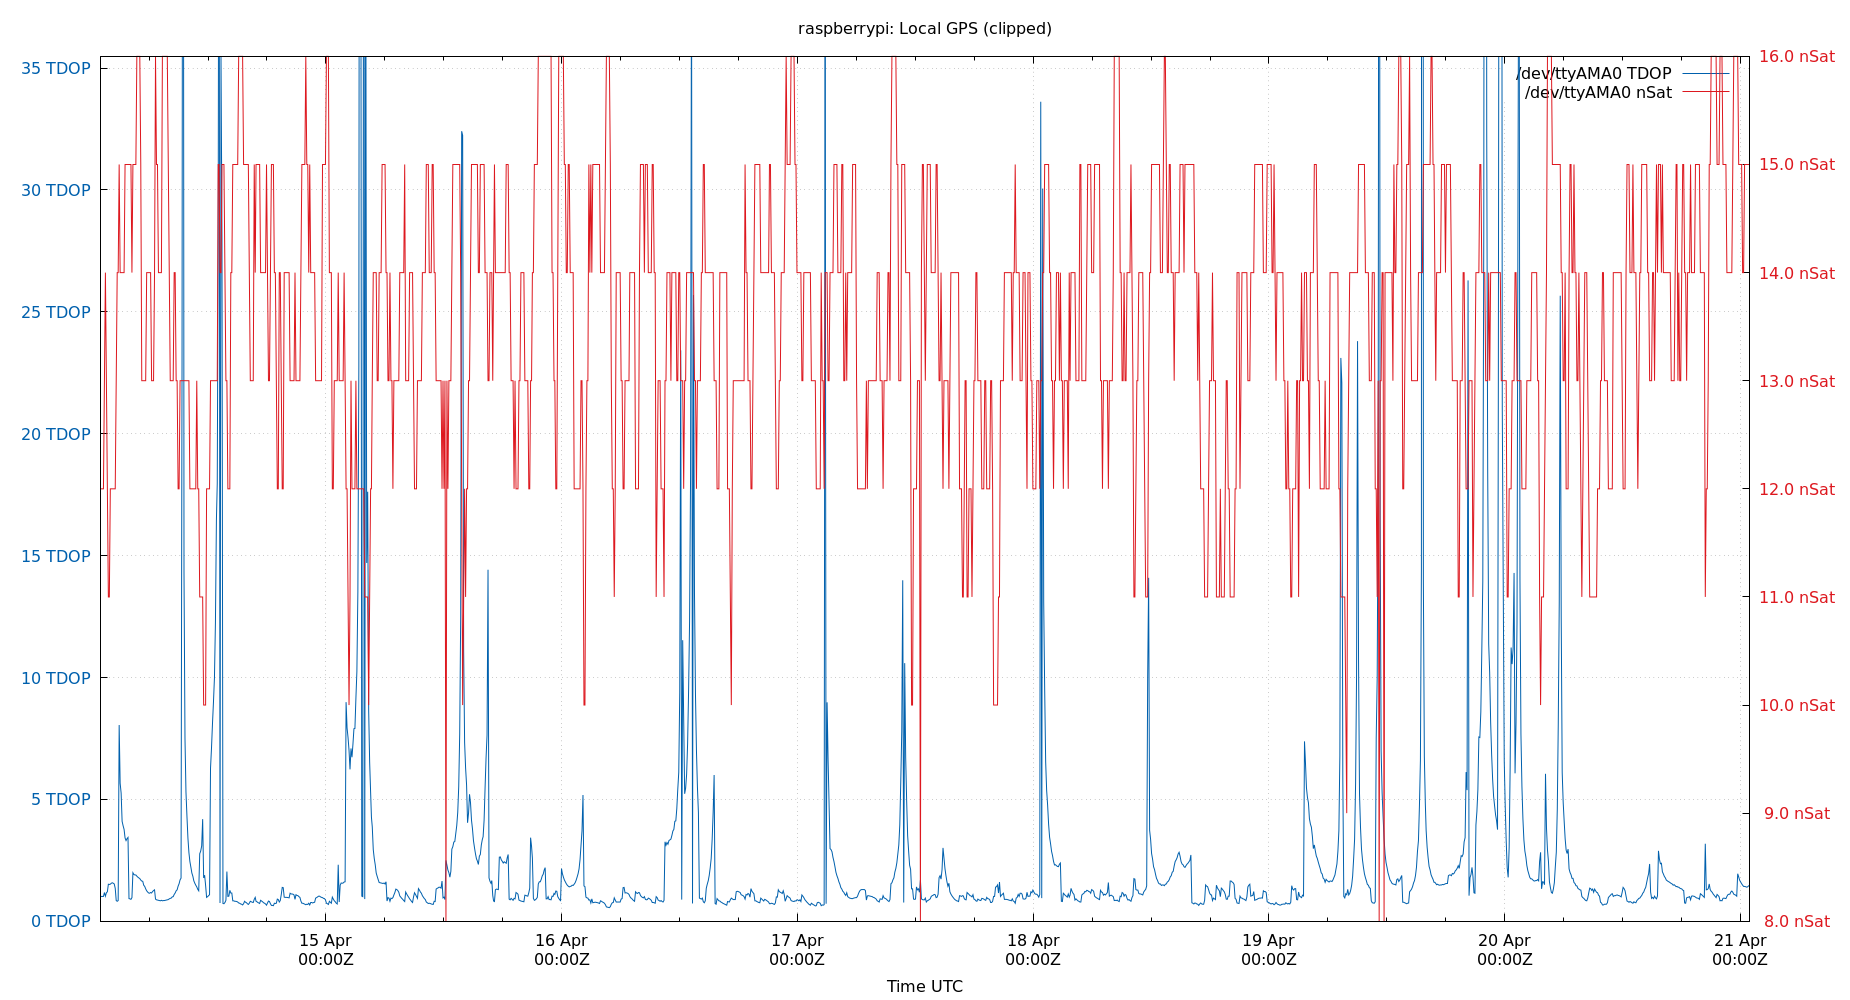 raspberrypi: Local GPS (clipped)
35 TDOP
30 TDOP
25 TDOP
20 TDOP
15 TDOP
10 TDOP
5 TDOP
0 TDOP
/dev/ttyAMA0 TDOP
/dev/ttyAMA0 nSat
16.0 nSat
15.0 nSat
14.0 nSat
13.0 nSat
12.0 nSat
11.0 nSat
10.0 nSat
9.0 nSat
8.0 nSat
15 Apr
00:00Z
16 Apr
00:00Z
17 Apr
00:00Z
18 Apr
00:00Z
19 Apr
00:00Z
20 Apr
00:00Z
21 Apr
00:00Z
Time UTC